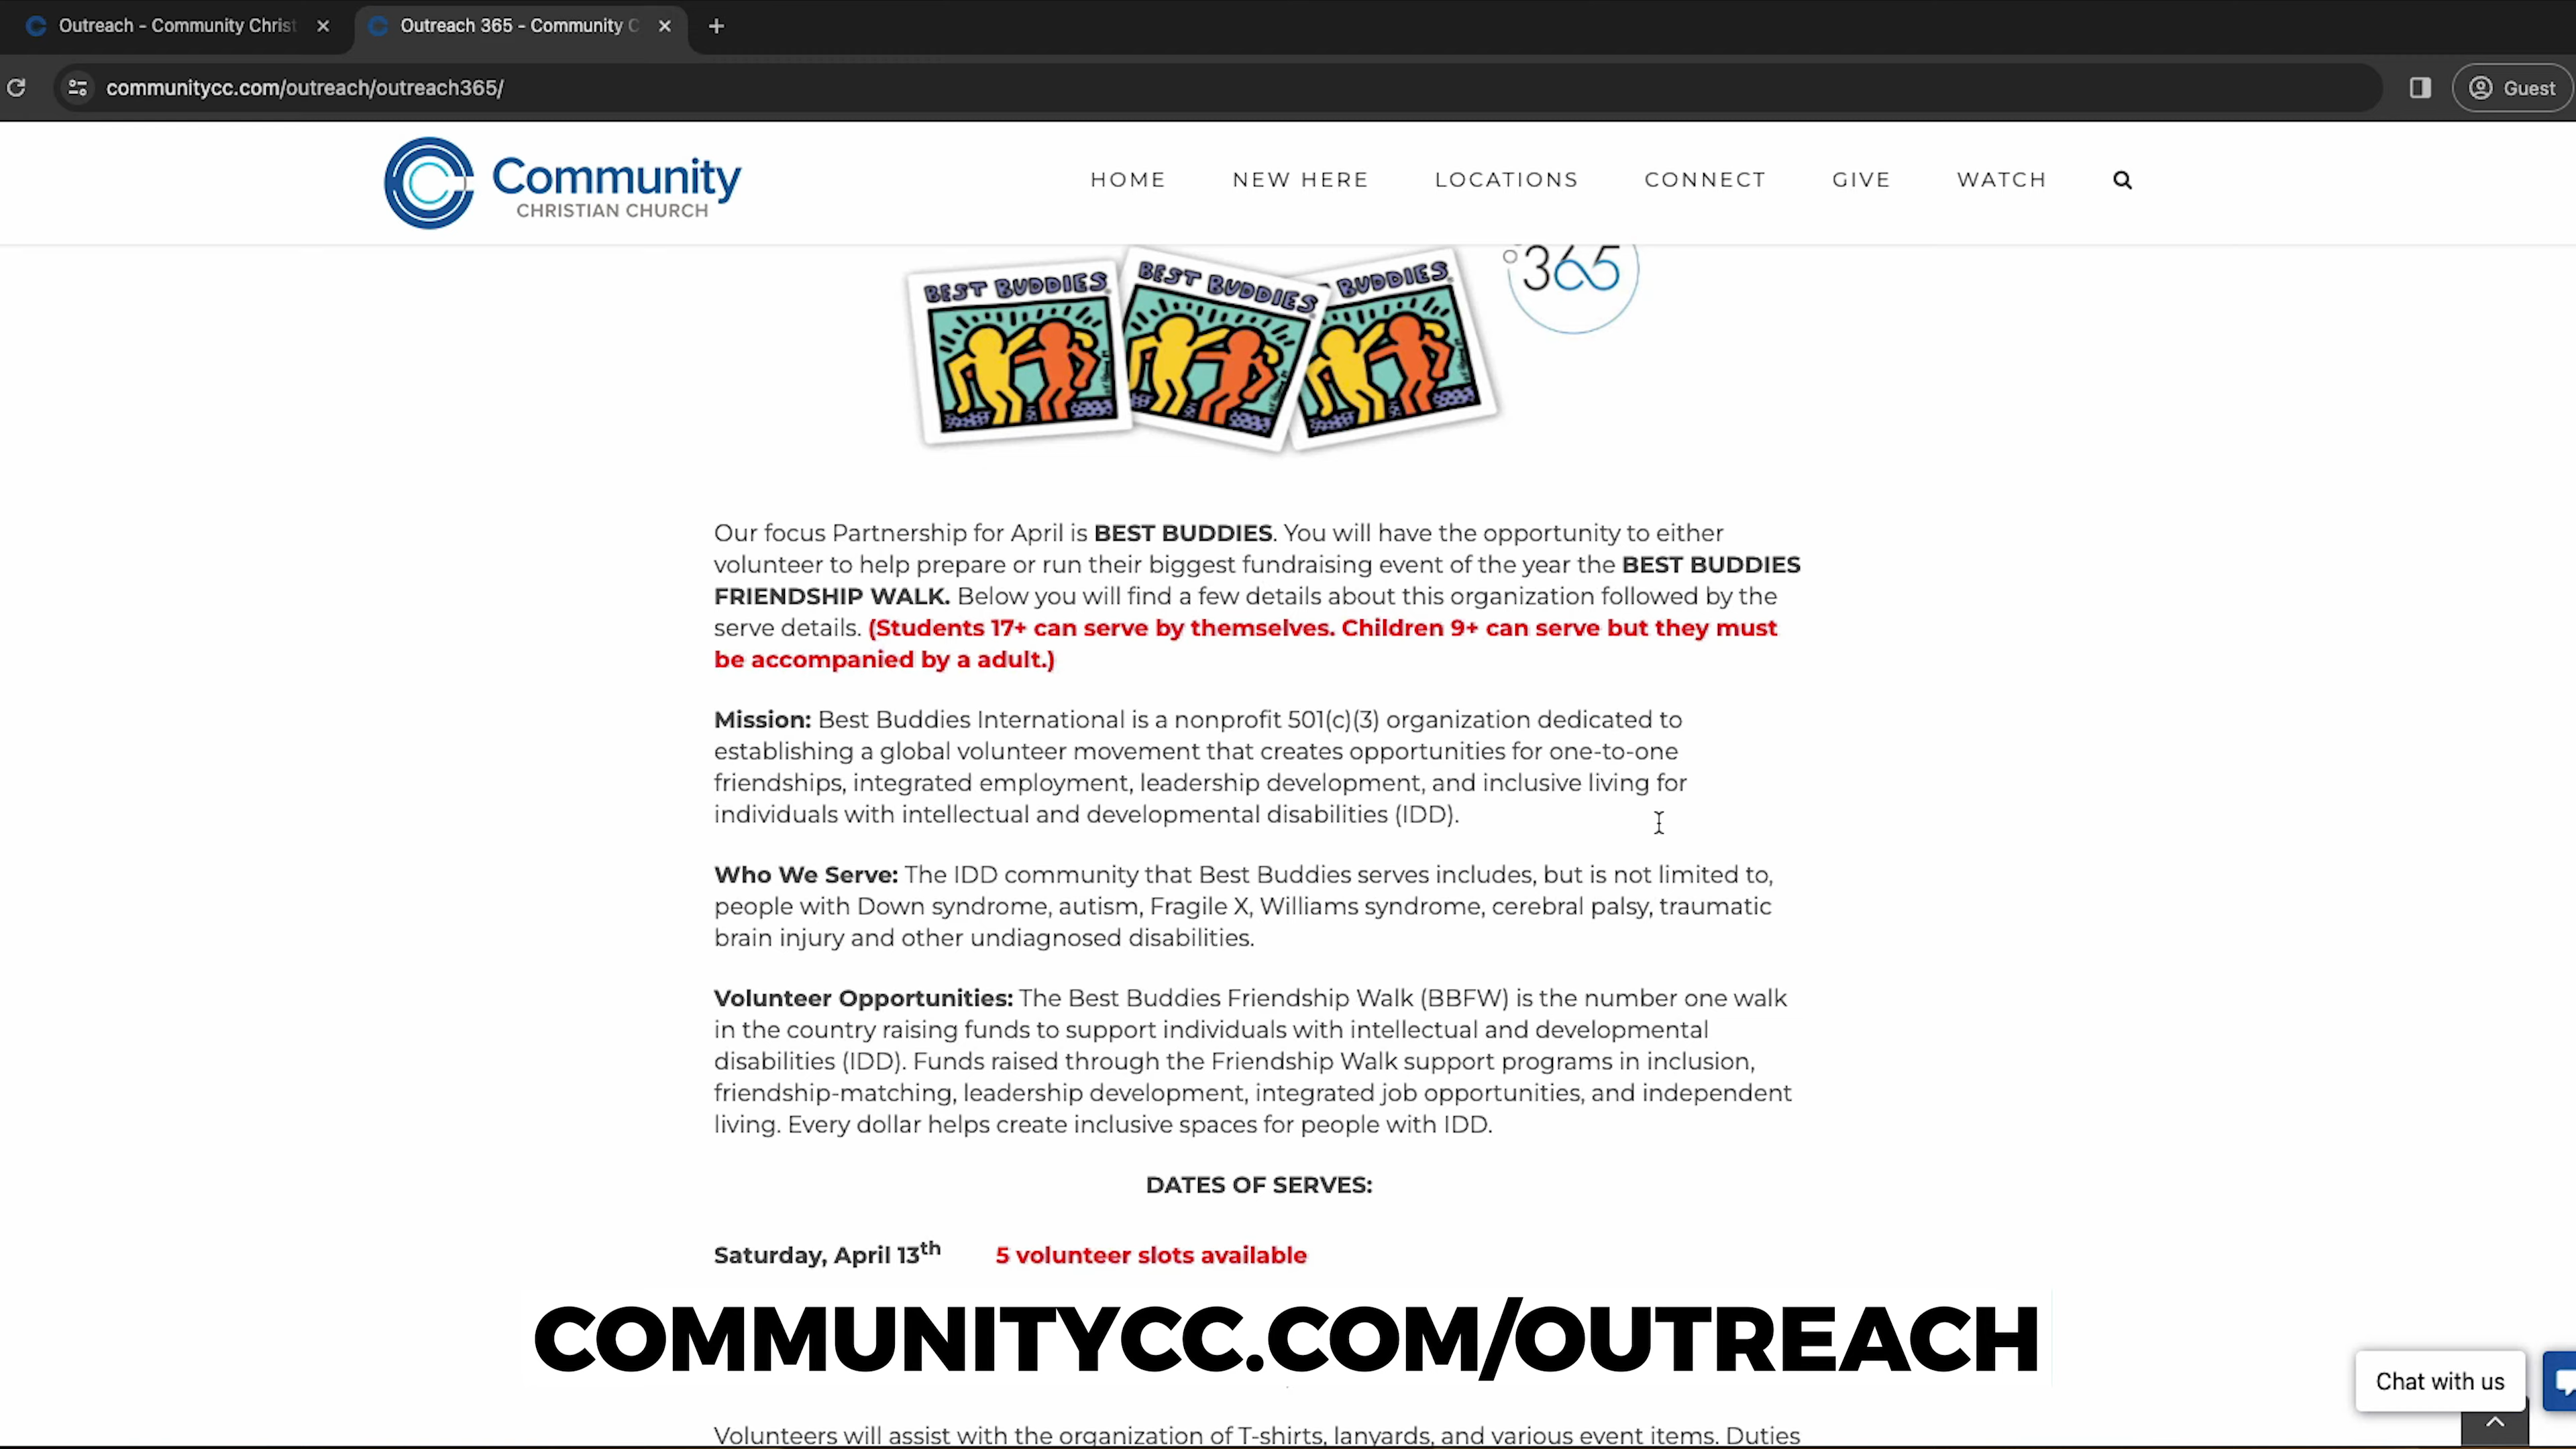 Outreach - Community Christ
Outreach 365 - Community C
communitycc.com/outreach/outreach365/
Guest
Community
CHRISTIAN CHURCH
HOME NEW HERE LOCATIONS CONNECT GIVE WATCH
BEST BUDDIES
BEST BUDDIES
BUDDIES
365
Our focus Partnership for April is BEST BUDDIES. You will have the opportunity to either
volunteer to help prepare or run their biggest fundraising event of the year the BEST BUDDIES
FRIENDSHIP WALK. Below you will find a few details about this organization followed by the
serve details. (Students 17+ can serve by themselves. Children 9+ can serve but they must
be accompanied by a adult.)
Mission: Best Buddies International is a nonprofit 501(c)(3) organization dedicated to
establishing a global volunteer movement that creates opportunities for one-to-one
friendships, integrated employment, leadership development, and inclusive living for
individuals with intellectual and developmental disabilities (IDD).
Who We Serve: The IDD community that Best Buddies serves includes, but is not limited to,
people with Down syndrome, autism, Fragile X, Williams syndrome, cerebral palsy, traumatic
brain injury and other undiagnosed disabilities.
Volunteer Opportunities: The Best Buddies Friendship Walk (BBFW) is the number one walk
in the country raising funds to support individuals with intellectual and developmental
disabilities (IDD). Funds raised through the Friendship Walk support programs in inclusion,
friendship-matching, leadership development, integrated job opportunities, and independent
living. Every dollar helps create inclusive spaces for people with IDD.
DATES OF SERVES:
Saturday, April 13th 5 volunteer slots available
COMMUNITYCC.COM/OUTREACH
Chat with us
Volunteers will assist with the organization of T-shirts, lanyards, and various event items. Duties